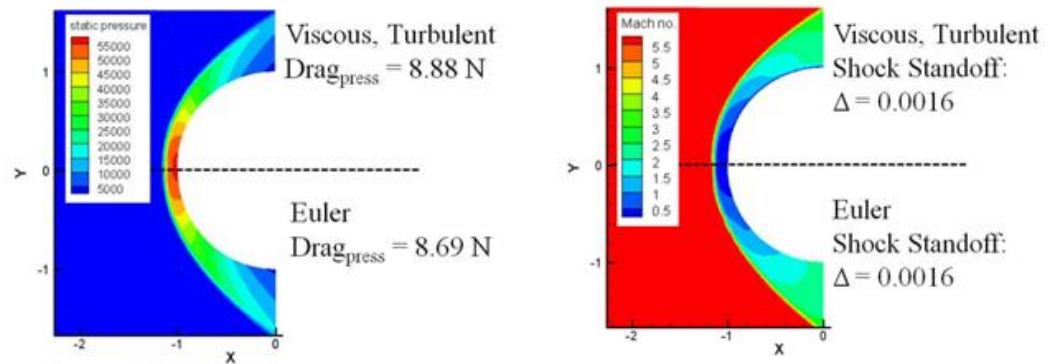 static pressure
55000
50000
45000
40000
35000
30000
25000
20000
15000
10000
5000
Viscous, Turbulent
Drag_press = 8.88 N
Euler
Drag_press = 8.69 N
1
0
-1
Y
-2
-1
0
X
Mach no.
5.5
5
4.5
4
3.5
3
2.5
2
1.5
1
0.5
Viscous, Turbulent
Shock Standoff:
Δ = 0.0016
Euler
Shock Standoff:
Δ = 0.0016
1
0
-1
Y
-2
-1
0
X